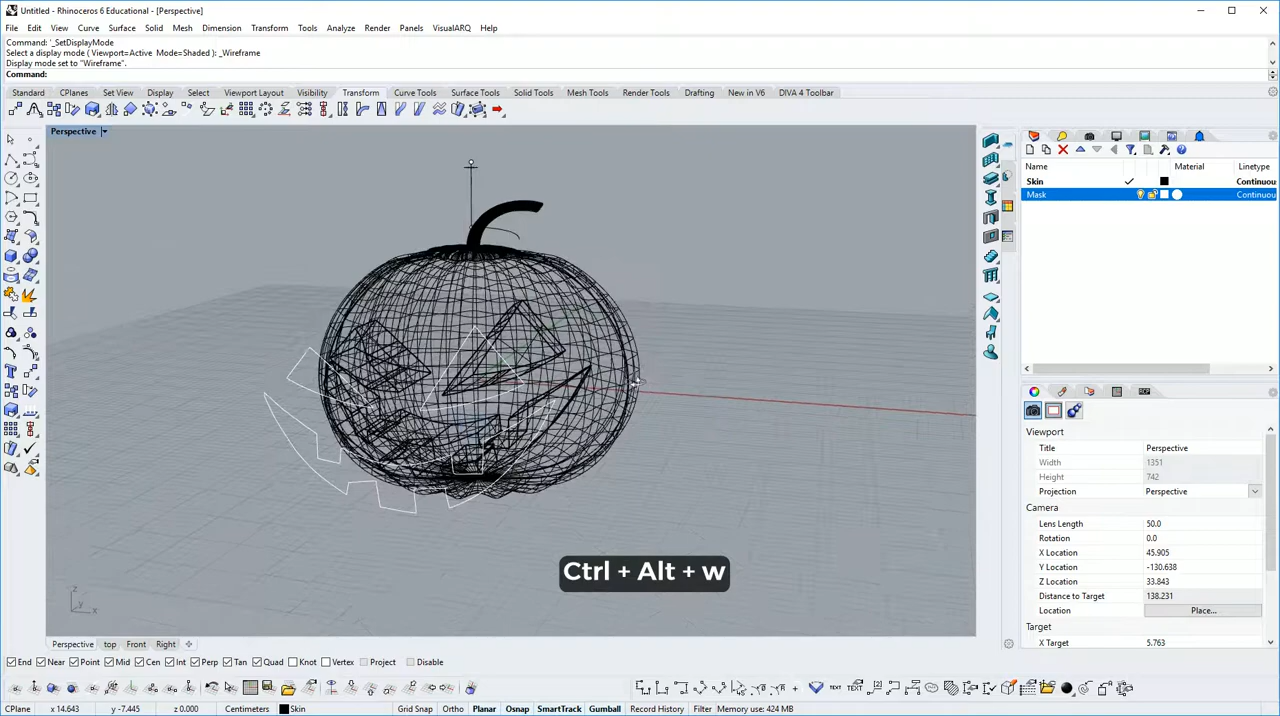 Untitled - Rhinoceros 6 Educational - [Perspective]
File Edit View Curve Surface Solid Mesh Dimension Transform Tools Analyze Render Panels VisualARQ Help
Command: '_SetDisplayMode
Select a display mode ( Viewport=Active  Mode=Shaded ): _Wireframe
Display mode set to "Wireframe".
Command:
Standard CPlanes Set View Display Select Viewport Layout Visibility Transform Curve Tools Surface Tools Solid Tools Mesh Tools Render Tools Drafting New in V6 DIVA 4 Toolbar
Perspective
Name Material Linetype
Skin Continuous
Mask Continuou
Viewport
Title Perspective
Width 1351
Height 742
Projection Perspective
Camera
Lens Length 50.0
Rotation 0.0
X Location 45.905
Y Location -130.638
Z Location 33.843
Distance to Target 138.231
Location Place...
Target
X Target 5.763
Ctrl + Alt + w
z
y
x
Perspective top Front Right
End Near Point Mid Cen Int Perp Tan Quad Knot Vertex Project Disable
CPlane x 14.643 y -7.445 z 0.000 Centimeters Skin Grid Snap Ortho Planar Osnap SmartTrack Gumball Record History Filter Memory use: 424 MB